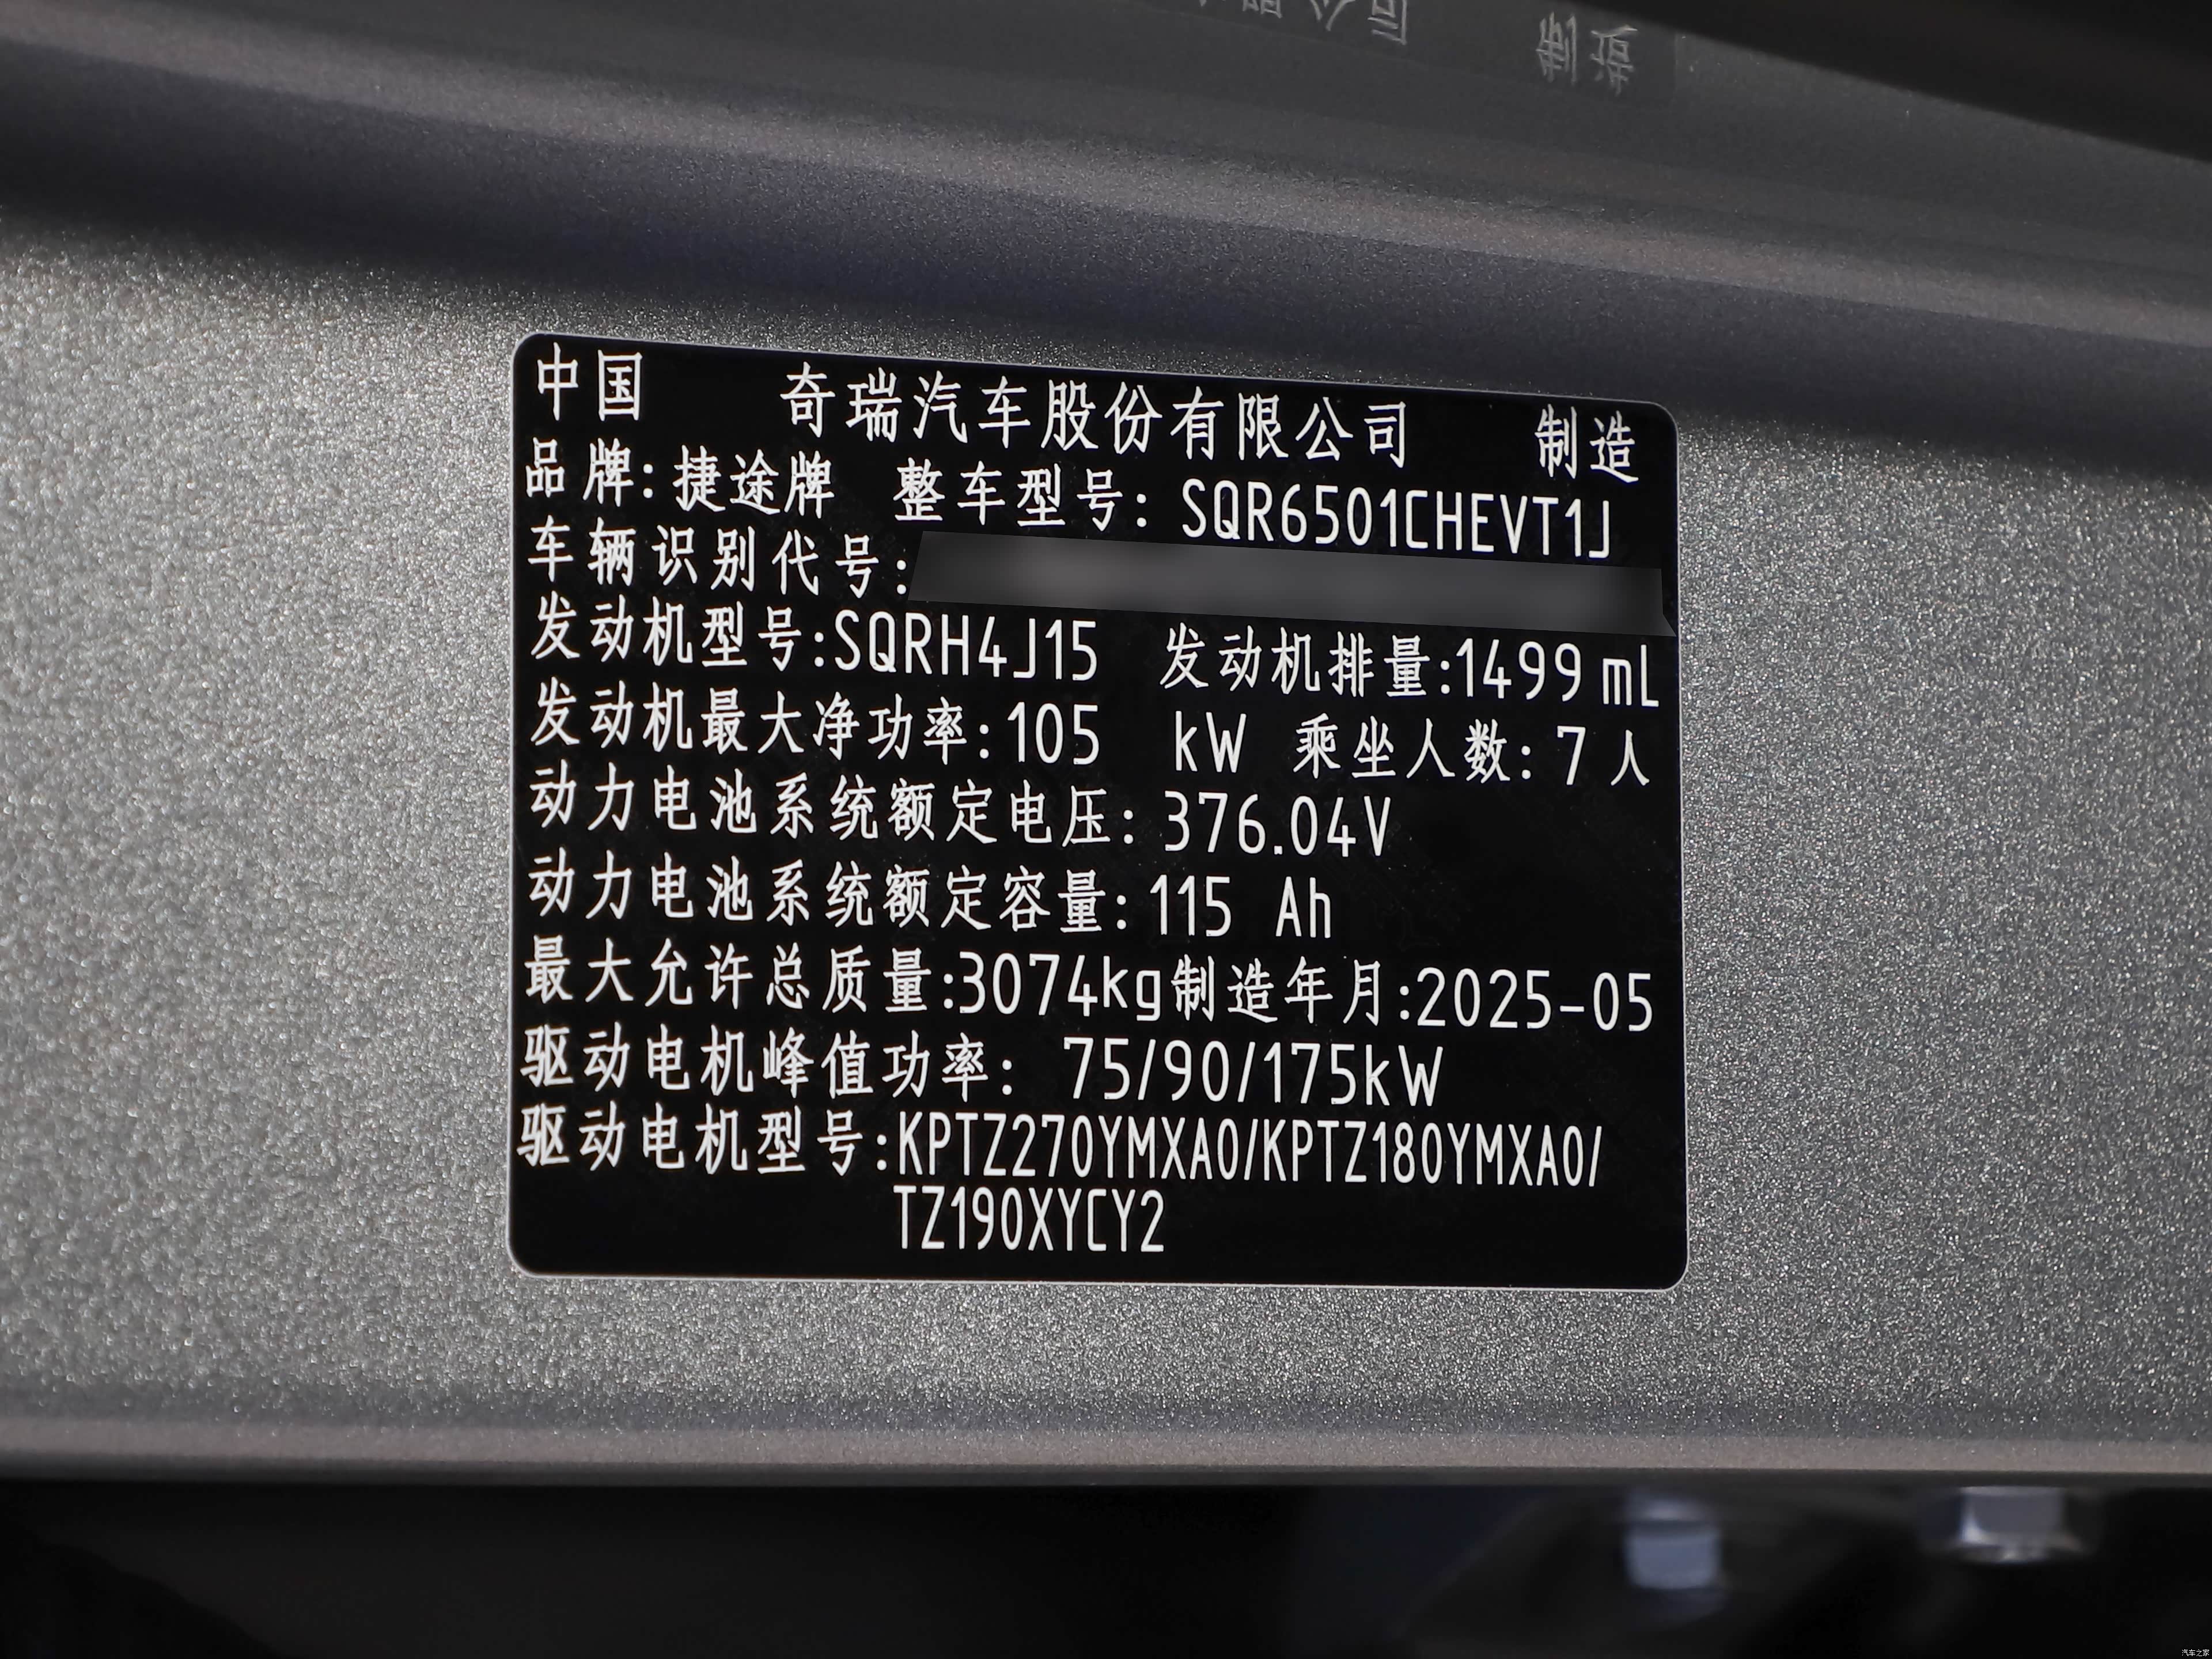 制造
中国 奇瑞汽车股份有限公司 制造
品牌:捷途牌 整车型号: SQR6501CHEVT1J
车辆识别代号:
发动机型号:SQRH4J15 发动机排量:1499 mL
发动机最大净功率:105 kW 乘坐人数: 7 人
动力电池系统额定电压: 376.04V
动力电池系统额定容量: 115 Ah
最大允许总质量:3074kg制造年月:2025-05
驱动电机峰值功率: 75/90/175kW
驱动电机型号:KPTZ270YMXA0/KPTZ180YMXA0/
TZ190XYCY2
汽车之家